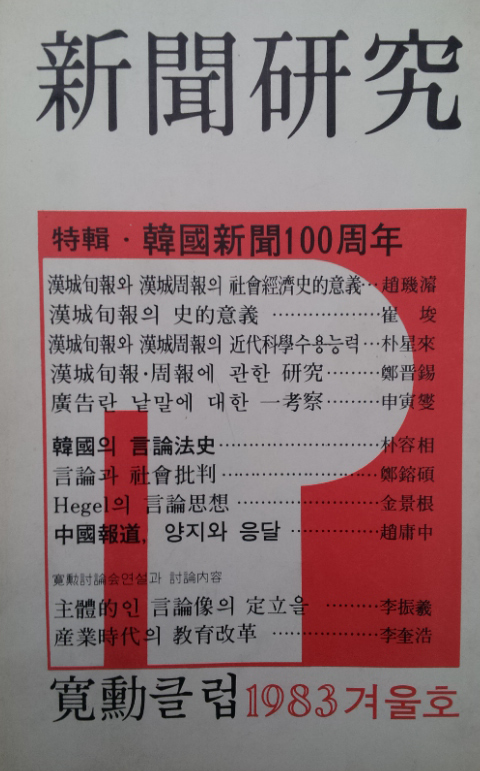 新聞研究
特輯·韓國新聞100周年
漢城旬報와 漢城周報의 社會經濟史的意義…趙璣濬
漢城旬報의 史的意義 ………………崔 埈
漢城旬報와 漢城周報의 近代科學수용능력…朴星來
漢城旬報·周報에 관한 研究………鄭晋錫
廣告란 낱말에 대한 一考察………申寅燮
韓國의 言論法史………………………朴容相
言論과 社會批判………………………鄭鎔碩
Hegel의 言論思想 ……………………金景根
中國報道, 양지와 응달 ……………趙庸中
寬勳討論会연설과 討論内容
主體的인 言論像의 定立을 ………李振羲
産業時代의 教育改革 ………………李奎浩
寬勳클럽 1983겨울호